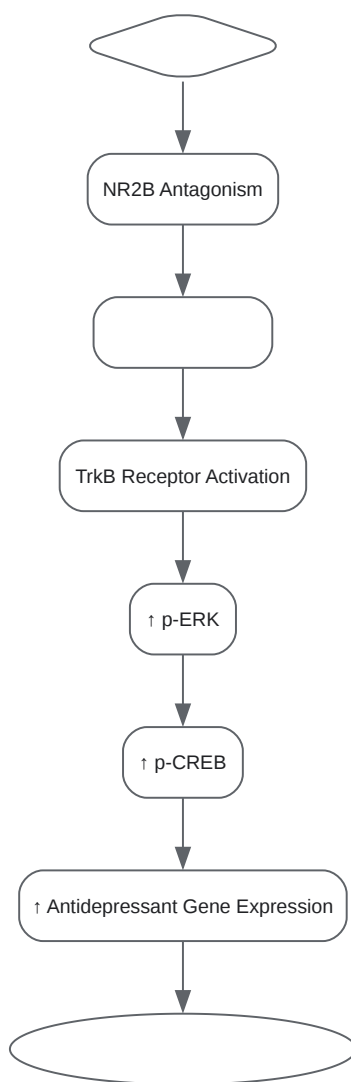 NR2B Antagonism
TrkB Receptor Activation
↑ p-ERK
↑ p-CREB
↑ Antidepressant Gene Expression